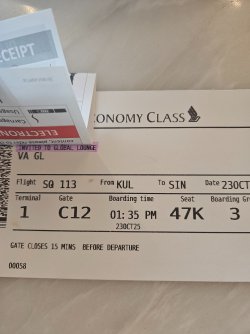 ECEIPT
ELECTRON
ECONOMY CLASS
INVITED TO GLOBAL LOUNGE
VA GL
Flight SQ 113 From KUL To SIN Date 23OCT
Terminal Gate Boarding time Seat Boarding G
1 C12 01:35 PM 47K 3
23OCT25
GATE CLOSES 15 MINS BEFORE DEPARTURE
00058